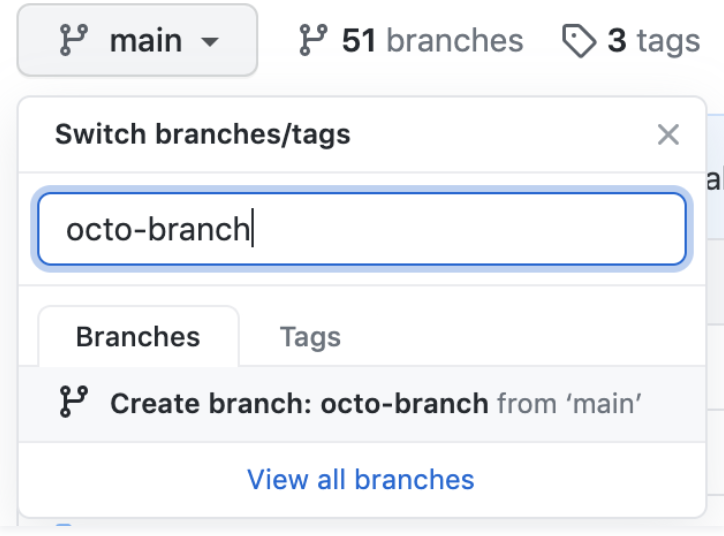 main 51 branches 3 tags
Switch branches/tags
octo-branch
Branches Tags
Create branch: octo-branch from ‘main’
View all branches